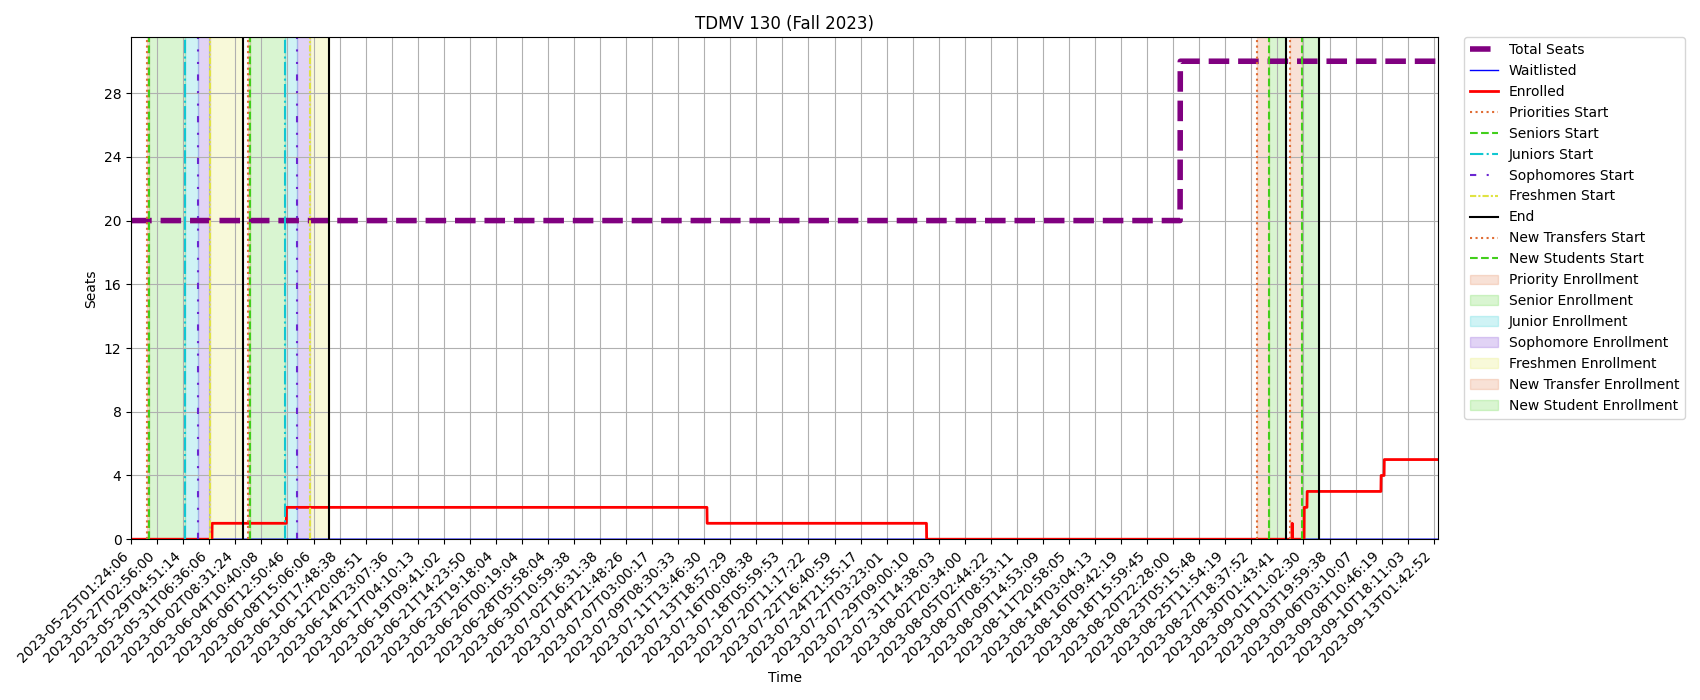 TDMV 130 (Fall 2023)
Seats
28
24
20
16
12
8
4
0
2023-05-25T01:24:06
2023-05-27T02:56:00
2023-05-29T04:51:14
2023-05-31T06:36:06
2023-06-02T08:31:24
2023-06-04T10:40:08
2023-06-06T12:50:46
2023-06-08T15:06:06
2023-06-10T17:48:38
2023-06-12T20:08:51
2023-06-14T23:07:36
2023-06-17T04:10:13
2023-06-19T09:41:02
2023-06-21T14:23:50
2023-06-23T19:18:04
2023-06-26T00:19:04
2023-06-28T05:58:04
2023-06-30T10:59:38
2023-07-02T16:31:38
2023-07-04T21:48:26
2023-07-07T03:00:17
2023-07-09T08:30:33
2023-07-11T13:46:30
2023-07-13T18:57:29
2023-07-16T00:08:38
2023-07-18T05:59:53
2023-07-20T11:17:22
2023-07-22T16:40:59
2023-07-24T21:55:17
2023-07-27T03:23:01
2023-07-29T09:00:10
2023-07-31T14:38:03
2023-08-02T20:34:00
2023-08-05T02:44:22
2023-08-07T08:53:11
2023-08-09T14:53:09
2023-08-11T20:58:05
2023-08-14T03:04:13
2023-08-16T09:42:19
2023-08-18T15:59:45
2023-08-20T22:28:00
2023-08-23T05:15:48
2023-08-25T11:54:19
2023-08-27T18:37:52
2023-08-30T01:43:41
2023-09-01T11:02:30
2023-09-03T19:59:38
2023-09-06T03:10:07
2023-09-08T10:46:19
2023-09-10T18:11:03
2023-09-13T01:42:52
Time
Total Seats
Waitlisted
Enrolled
Priorities Start
Seniors Start
Juniors Start
Sophomores Start
Freshmen Start
End
New Transfers Start
New Students Start
Priority Enrollment
Senior Enrollment
Junior Enrollment
Sophomore Enrollment
Freshmen Enrollment
New Transfer Enrollment
New Student Enrollment